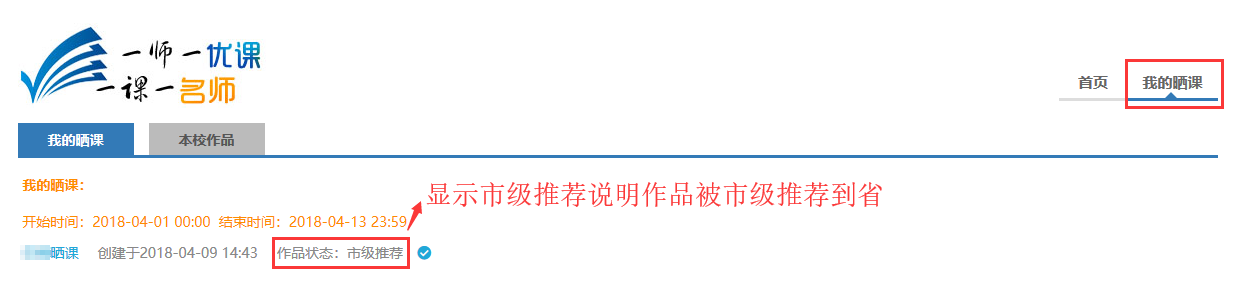 一师一优课
一课一名师
首页
我的晒课
我的晒课
本校作品
我的晒课：
显示市级推荐说明作品被市级推荐到省
开始时间：2018-04-01 00:00 结束时间：2018-04-13 23:59
晒课 创建于2018-04-09 14:43 作品状态：市级推荐